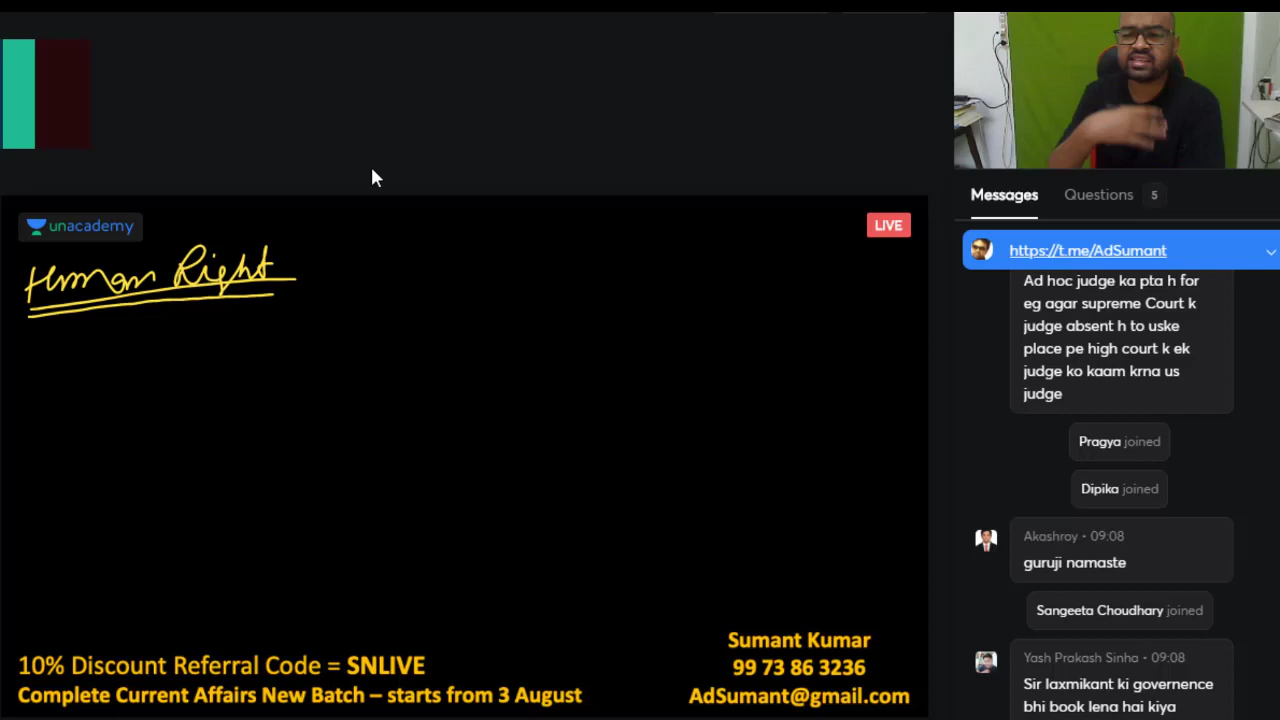 unacademy
LIVE
Human Right
10% Discount Referral Code = SNLIVE
Complete Current Affairs New Batch – starts from 3 August
Sumant Kumar
99 73 86 3236
AdSumant@gmail.com
Messages Questions 5
https://t.me/AdSumant
Ad hoc judge ka pta h for
eg agar supreme Court k
judge absent h to uske
place pe high court k ek
judge ko kaam krna us
judge
Pragya joined
Dipika joined
Akashroy • 09:08
guruji namaste
Sangeeta Choudhary joined
Yash Prakash Sinha • 09:08
Sir laxmikant ki governence
bhi book lena hai kiya